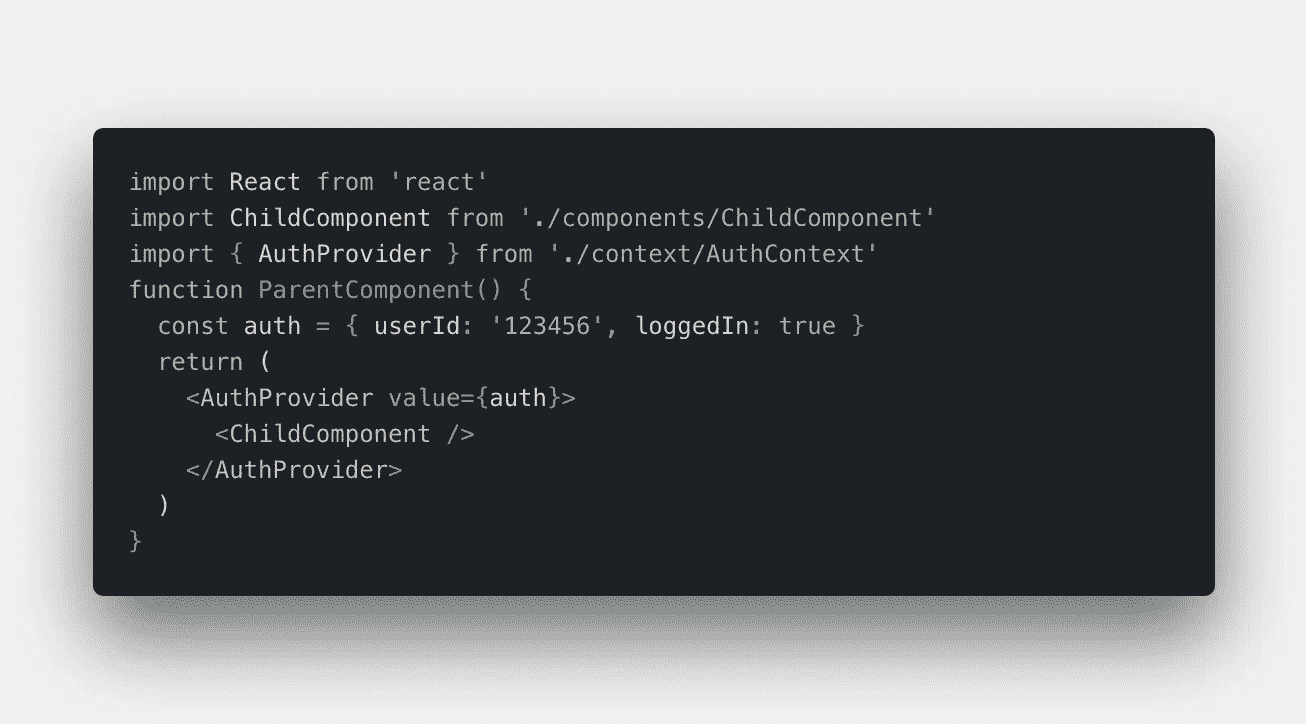 import React from 'react'
import ChildComponent from './components/ChildComponent'
import { AuthProvider } from './context/AuthContext'
function ParentComponent() {
  const auth = { userId: '123456', loggedIn: true }
  return (
    <AuthProvider value={auth}>
      <ChildComponent />
    </AuthProvider>
  )
}